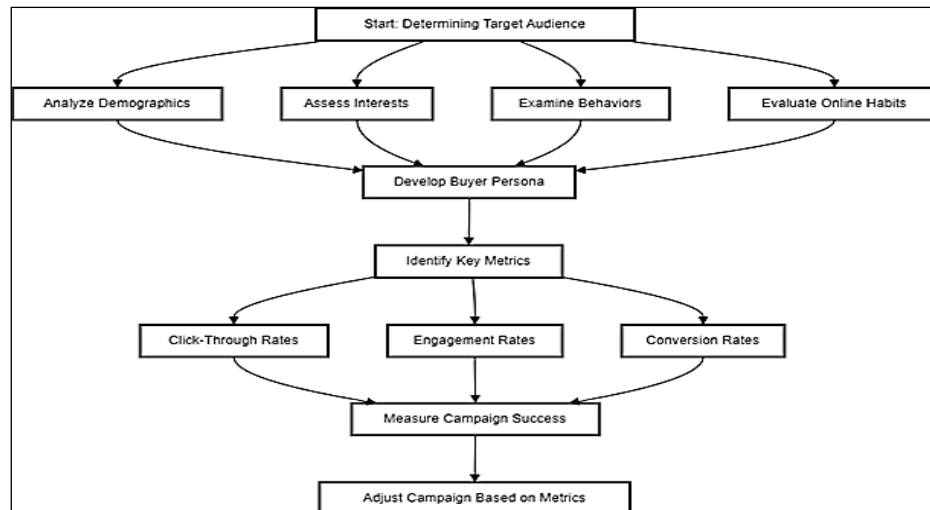 Start: Determining Target Audience
Analyze Demographics
Assess Interests
Examine Behaviors
Evaluate Online Habits
Develop Buyer Persona
Identify Key Metrics
Click-Through Rates
Engagement Rates
Conversion Rates
Measure Campaign Success
Adjust Campaign Based on Metrics